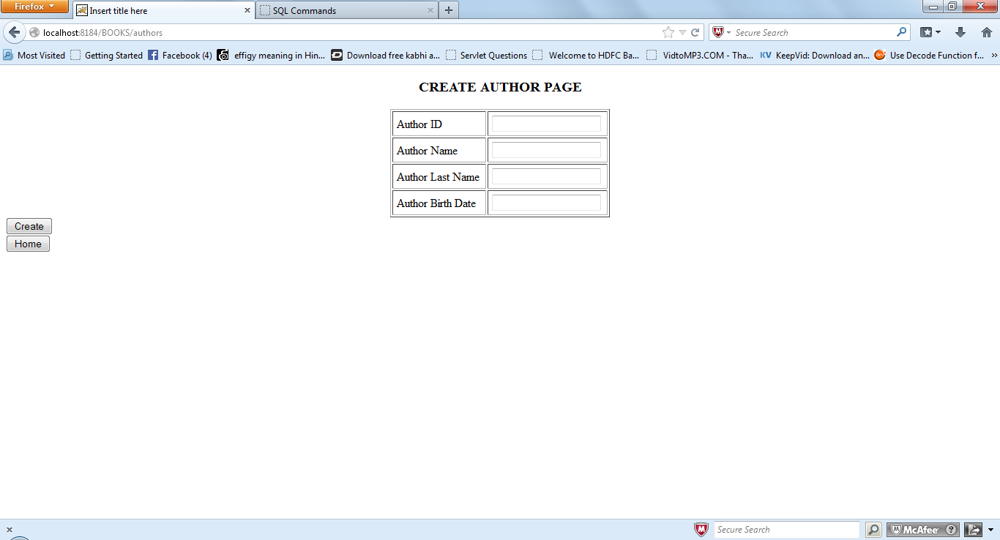 Firefox
Insert title here
SQL Commands
localhost:8184/BOOKS/authors
Secure Search
Most Visited Getting Started Facebook (4) effigy meaning in Hin... Download free kabhi a... Servlet Questions Welcome to HDFC Ba... VidtoMP3.COM - Tha... KV KeepVid: Download an... Use Decode Function f... »
CREATE AUTHOR PAGE
Author ID
Author Name
Author Last Name
Author Birth Date
Create
Home
Secure Search
McAfee